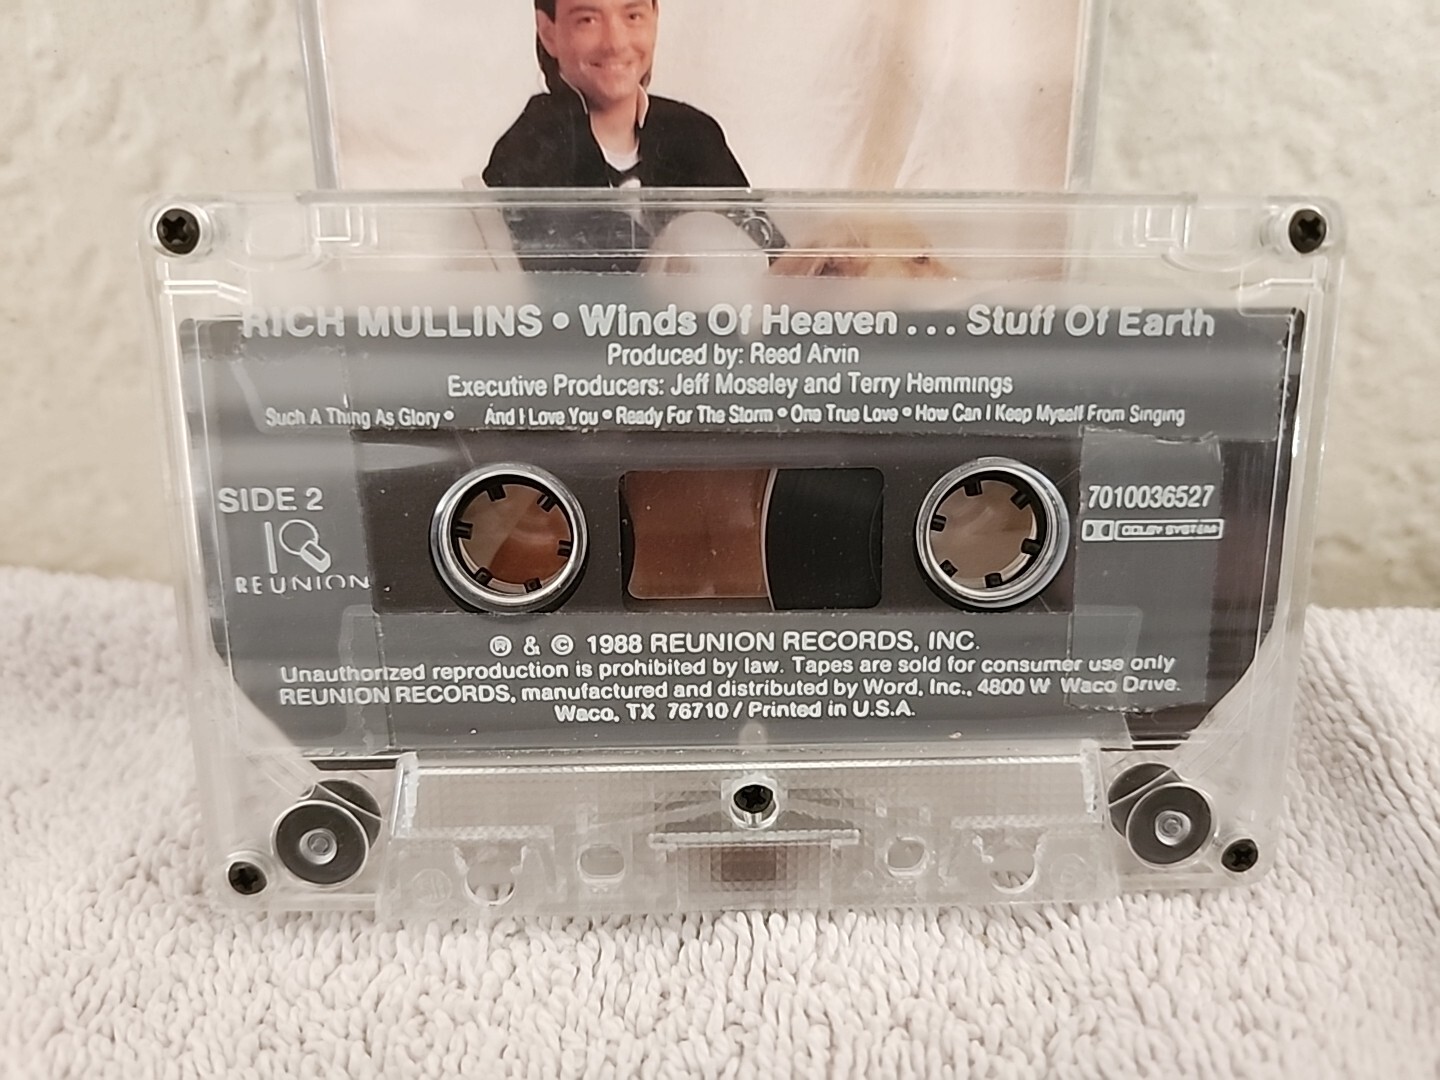 RICH MULLINS • Winds Of Heaven . . . Stuff Of Earth
Produced by: Reed Arvin
Executive Producers: Jeff Moseley and Terry Hemmings
Such A Thing As Glory • And I Love You • Ready For The Storm • One True Love • How Can I Keep Myself From Singing
SIDE 2
REUNION
7010036527
DOLBY SYSTEM
® & © 1988 REUNION RECORDS, INC.
Unauthorized reproduction is prohibited by law. Tapes are sold for consumer use only
REUNION RECORDS, manufactured and distributed by Word, Inc., 4800 W Waco Drive.
Waco, TX 76710 / Printed in U.S.A.